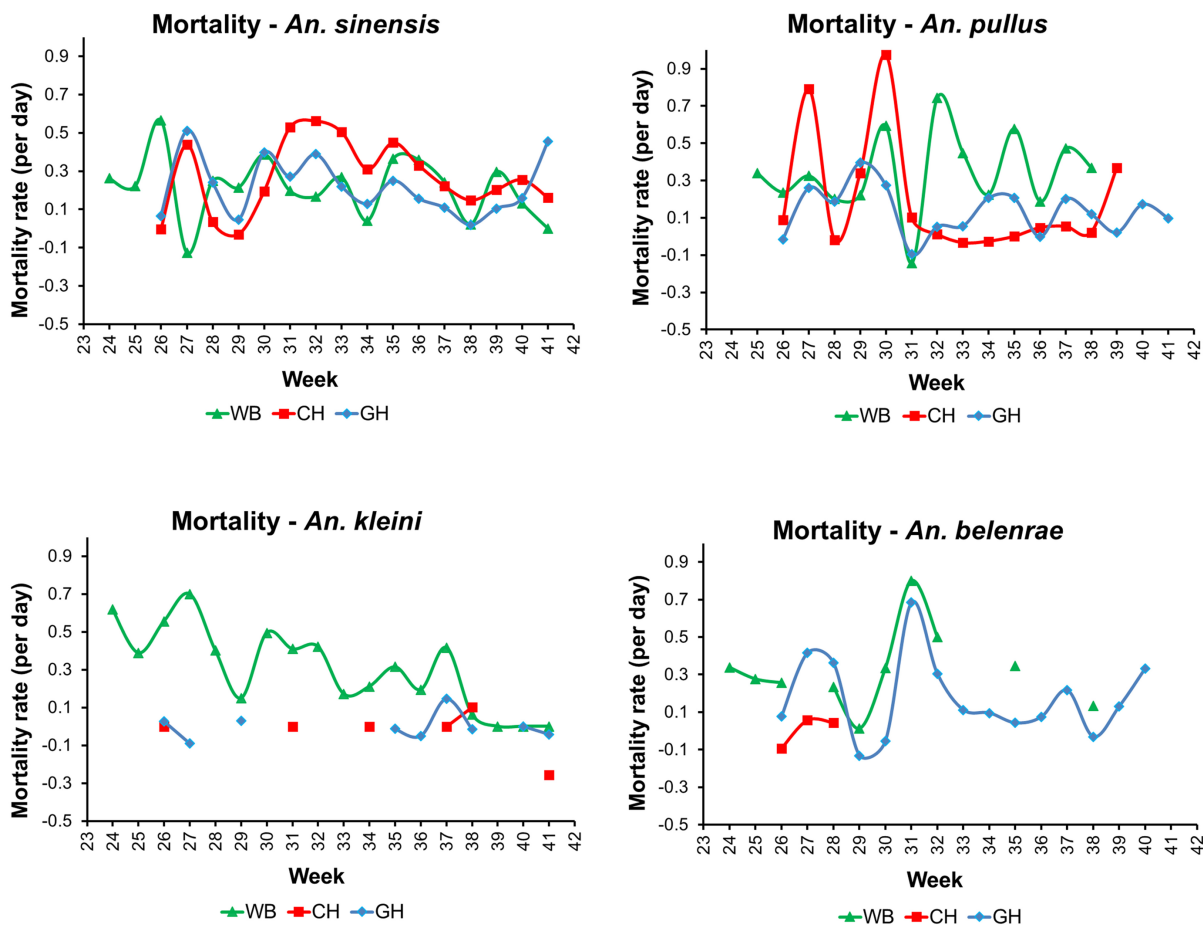 Mortality - An. sinensis
Mortality rate (per day)
0.9
0.7
0.5
0.3
0.1
-0.1
-0.3
-0.5
23 24 25 26 27 28 29 30 31 32 33 34 35 36 37 38 39 40 41 42
Week
WB CH GH
Mortality - An. pullus
Mortality rate (per day)
0.9
0.7
0.5
0.3
0.1
-0.1
-0.3
-0.5
23 24 25 26 27 28 29 30 31 32 33 34 35 36 37 38 39 40 41 42
Week
WB CH GH
Mortality - An. kleini
Mortality rate (per day)
0.9
0.7
0.5
0.3
0.1
-0.1
-0.3
-0.5
23 24 25 26 27 28 29 30 31 32 33 34 35 36 37 38 39 40 41 42
Week
WB CH GH
Mortality - An. belenrae
Mortality rate (per day)
0.9
0.7
0.5
0.3
0.1
-0.1
-0.3
-0.5
23 24 25 26 27 28 29 30 31 32 33 34 35 36 37 38 39 40 41 42
Week
WB CH GH